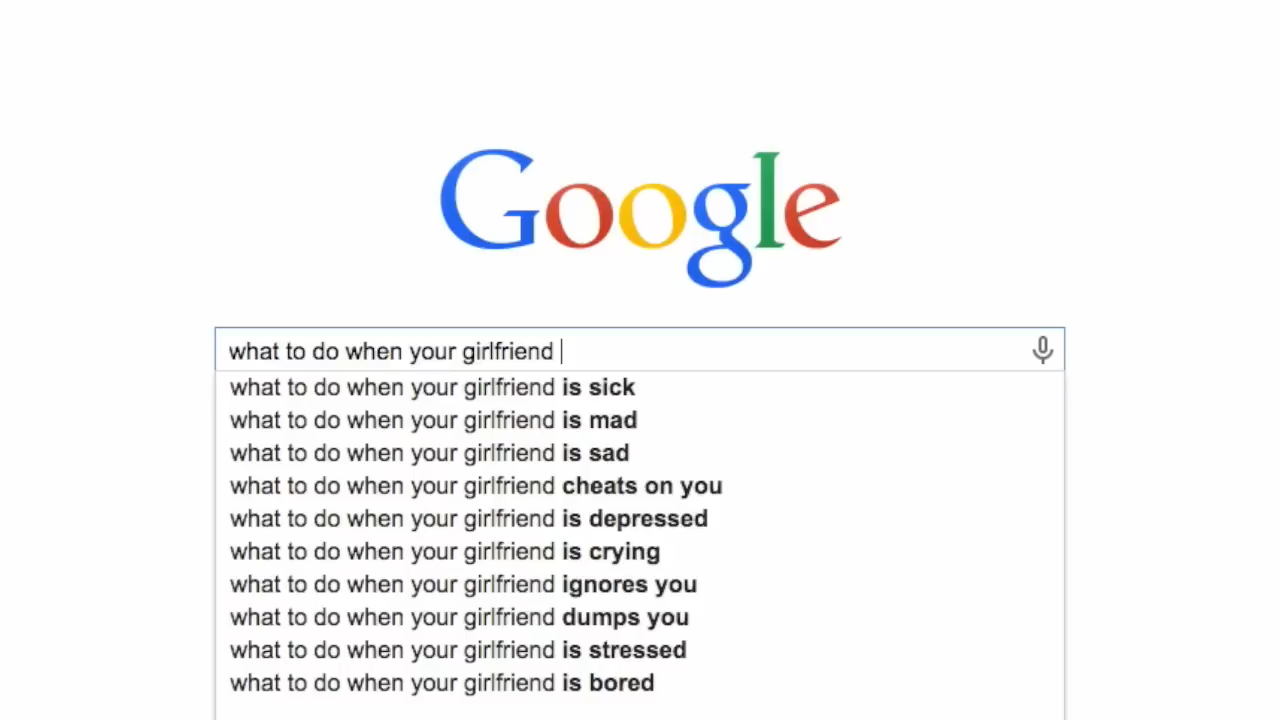 Google
what to do when your girlfriend
what to do when your girlfriend is sick
what to do when your girlfriend is mad
what to do when your girlfriend is sad
what to do when your girlfriend cheats on you
what to do when your girlfriend is depressed
what to do when your girlfriend is crying
what to do when your girlfriend ignores you
what to do when your girlfriend dumps you
what to do when your girlfriend is stressed
what to do when your girlfriend is bored